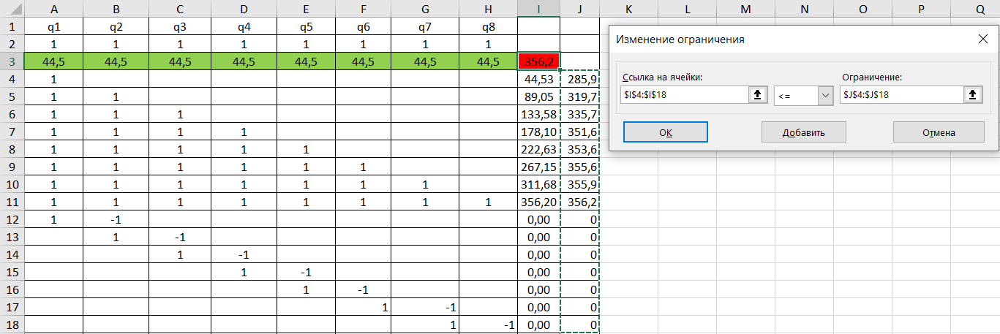 A B C D E F G H I J K L M N O P Q
1 q1 q2 q3 q4 q5 q6 q7 q8
2 1 1 1 1 1 1 1 1
3 44,5 44,5 44,5 44,5 44,5 44,5 44,5 44,5 356,2
4 1 44,53 285,9
5 1 1 89,05 319,7
6 1 1 1 133,58 335,7
7 1 1 1 1 178,10 351,6
8 1 1 1 1 1 222,63 353,6
9 1 1 1 1 1 1 267,15 355,6
10 1 1 1 1 1 1 1 311,68 355,9
11 1 1 1 1 1 1 1 1 356,20 356,2
12 1 -1 0,00 0
13 1 -1 0,00 0
14 1 -1 0,00 0
15 1 -1 0,00 0
16 1 -1 0,00 0
17 1 -1 0,00 0
18 1 -1 0,00 0
Изменение ограничения
Ссылка на ячейки: Ограничение:
$I$4:$I$18 <= $J$4:$J$18
ОК Добавить Отмена